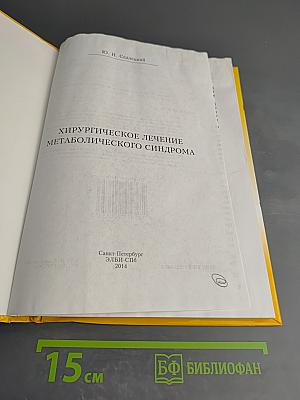 Ю. И. Седлецкий
ХИРУРГИЧЕСКОЕ ЛЕЧЕНИЕ
МЕТАБОЛИЧЕСКОГО СИНДРОМА
Санкт-Петербург
ЭЛБИ-СПб
2014
15 см
БФ БИБЛИОФАН